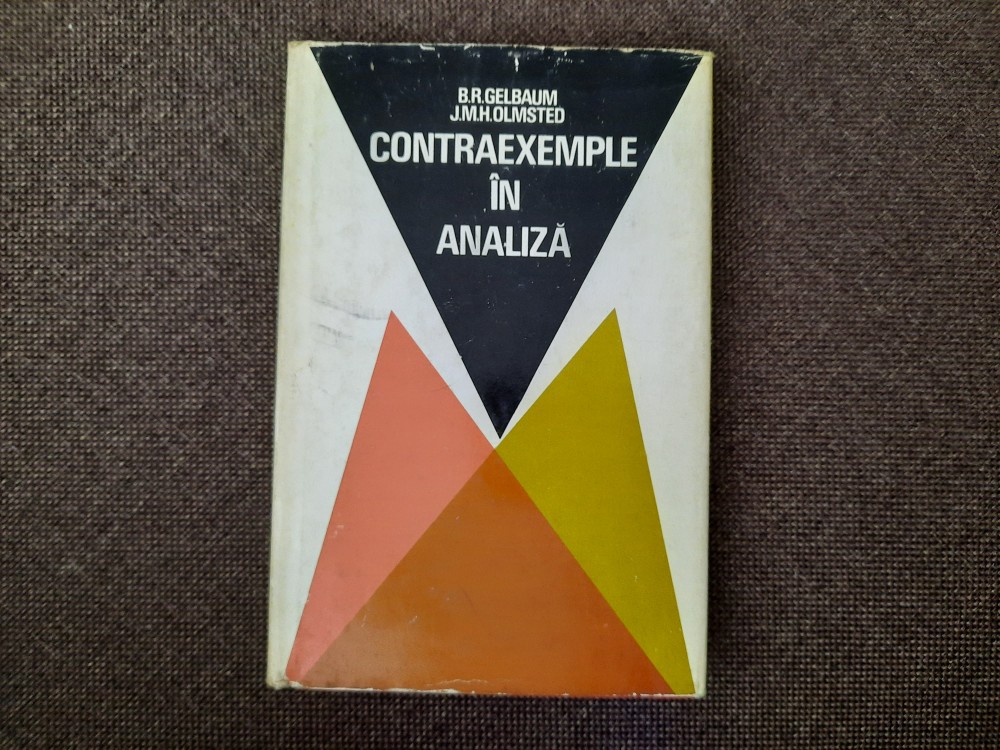 B.R.GELBAUM
J.M.H.OLMSTED
CONTRAEXEMPLE
ÎN
ANALIZĂ